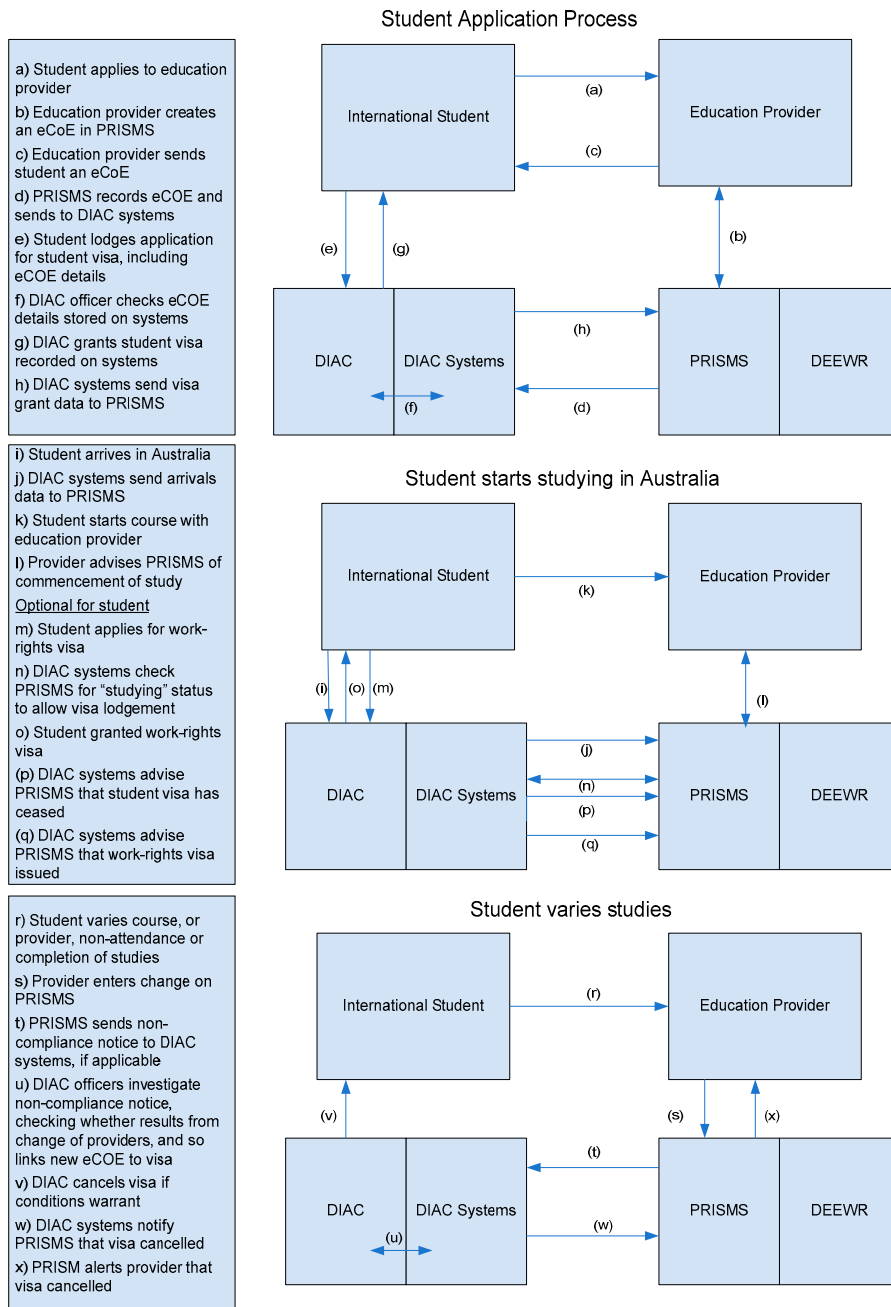 Student Application Process
a) Student applies to education
provider
b) Education provider creates
an eCoE in PRISMS
c) Education provider sends
student an eCoE
d) PRISMS records eCOE and
sends to DIAC systems
e) Student lodges application
for student visa, including
eCOE details
f) DIAC officer checks eCOE
details stored on systems
g) DIAC grants student visa
recorded on systems
h) DIAC systems send visa
grant data to PRISMS
International Student
(a)
(c)
Education Provider
(e)
(g)
(b)
DIAC
DIAC Systems
(f)
(h)
(d)
PRISMS
DEEWR
i) Student arrives in Australia
j) DIAC systems send arrivals
data to PRISMS
k) Student starts course with
education provider
l) Provider advises PRISMS of
commencement of study
Optional for student
m) Student applies for work-
rights visa
n) DIAC systems check
PRISMS for “studying” status
to allow visa lodgement
o) Student granted work-rights
visa
(p) DIAC systems advise
PRISMS that student visa has
ceased
(q) DIAC systems advise
PRISMS that work-rights visa
issued
Student starts studying in Australia
International Student
(k)
Education Provider
(i)
(o)
(m)
(l)
DIAC
DIAC Systems
(j)
(n)
(p)
(q)
PRISMS
DEEWR
r) Student varies course, or
provider, non-attendance or
completion of studies
s) Provider enters change on
PRISMS
t) PRISMS sends non-
compliance notice to DIAC
systems, if applicable
u) DIAC officers investigate
non-compliance notice,
checking whether results from
change of providers, and so
links new eCOE to visa
v) DIAC cancels visa if
conditions warrant
w) DIAC systems notify
PRISMS that visa cancelled
x) PRISM alerts provider that
visa cancelled
Student varies studies
International Student
(r)
Education Provider
(v)
(s)
(x)
DIAC
DIAC Systems
(u)
(t)
(w)
PRISMS
DEEWR